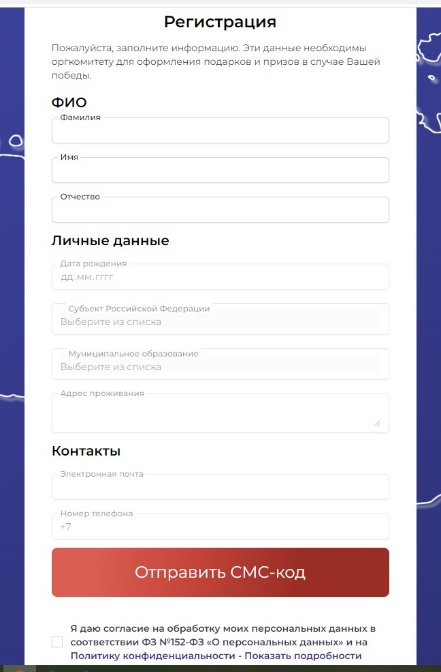 Регистрация
Пожалуйста, заполните информацию. Эти данные необходимы
оргкомитету для оформления подарков и призов в случае Вашей
победы.
ФИО
Фамилия
Имя
Отчество
Личные данные
Дата рождения
дд.мм.гггг
Субъект Российской Федерации
Выберите из списка
Муниципальное образование
Выберите из списка
Адрес проживания
Контакты
Электронная почта
Номер телефона
+7
Отправить СМС-код
Я даю согласие на обработку моих персональных данных в
соответствии ФЗ №152-ФЗ «О персональных данных» и на
Политику конфиденциальности - Показать подробности